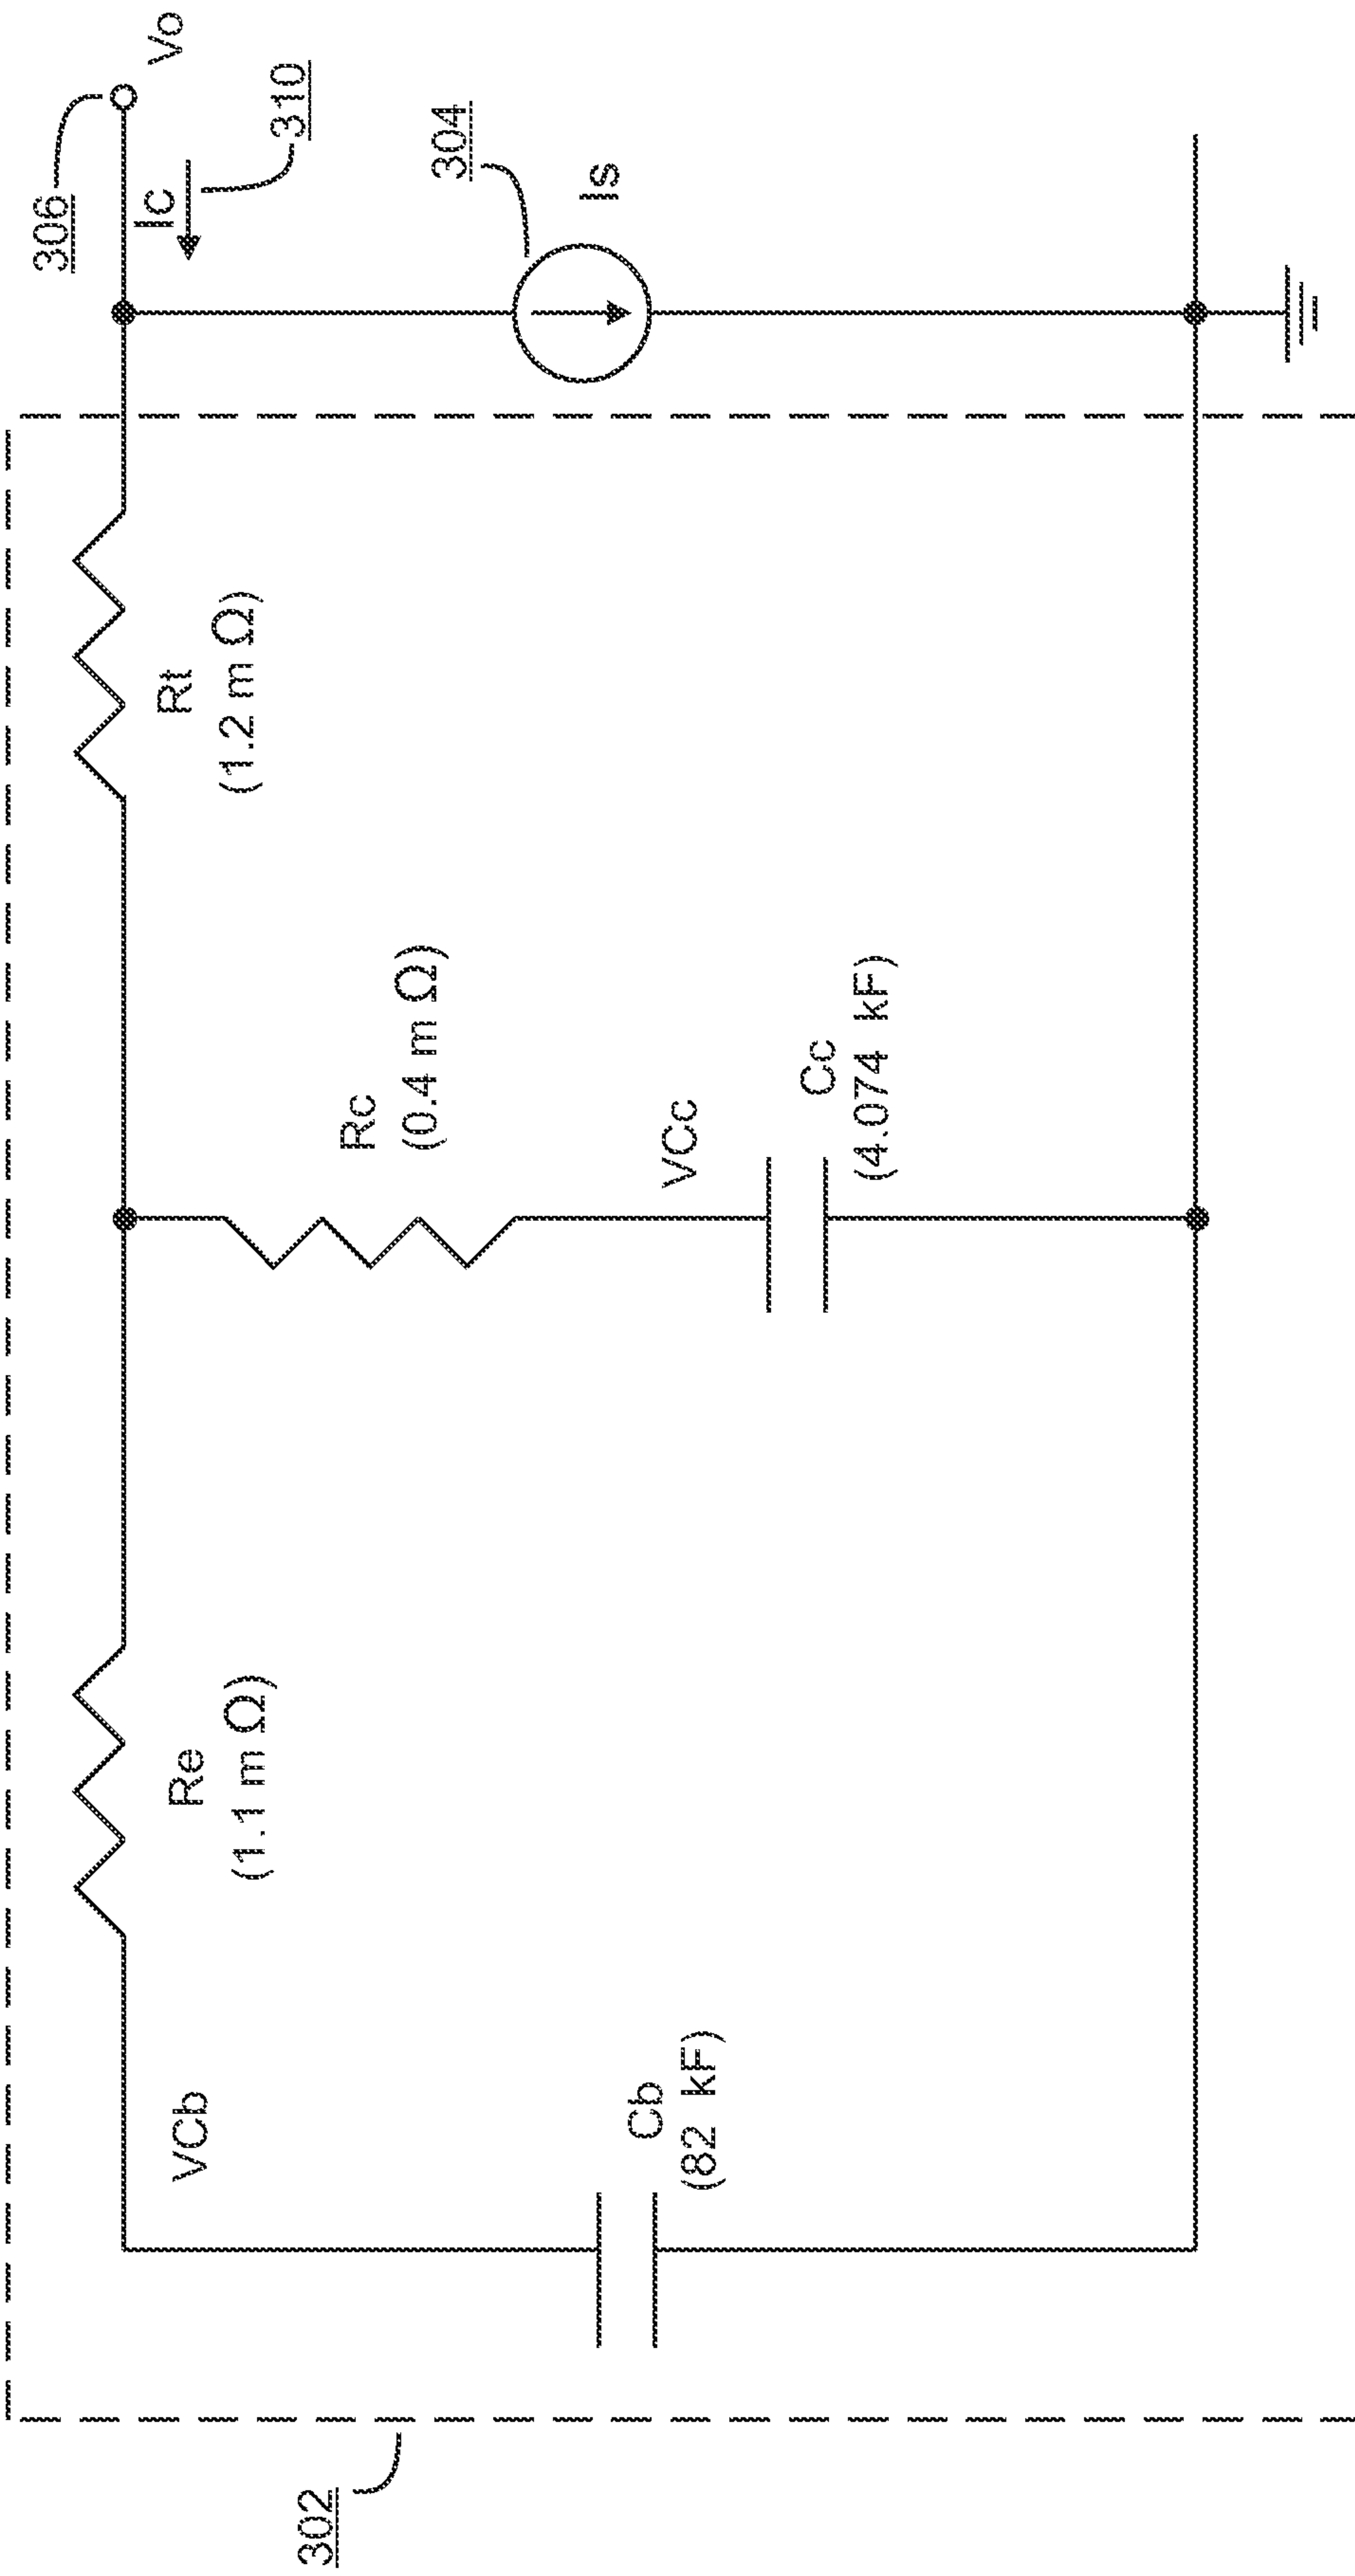 302
VCb
Cb
(82 kF)
Re
(1.1 m Ω)
Rc
(0.4 m Ω)
VCc
Cc
(4.074 kF)
Rt
(1.2 m Ω)
306
Ic
310
Vo
304
Is